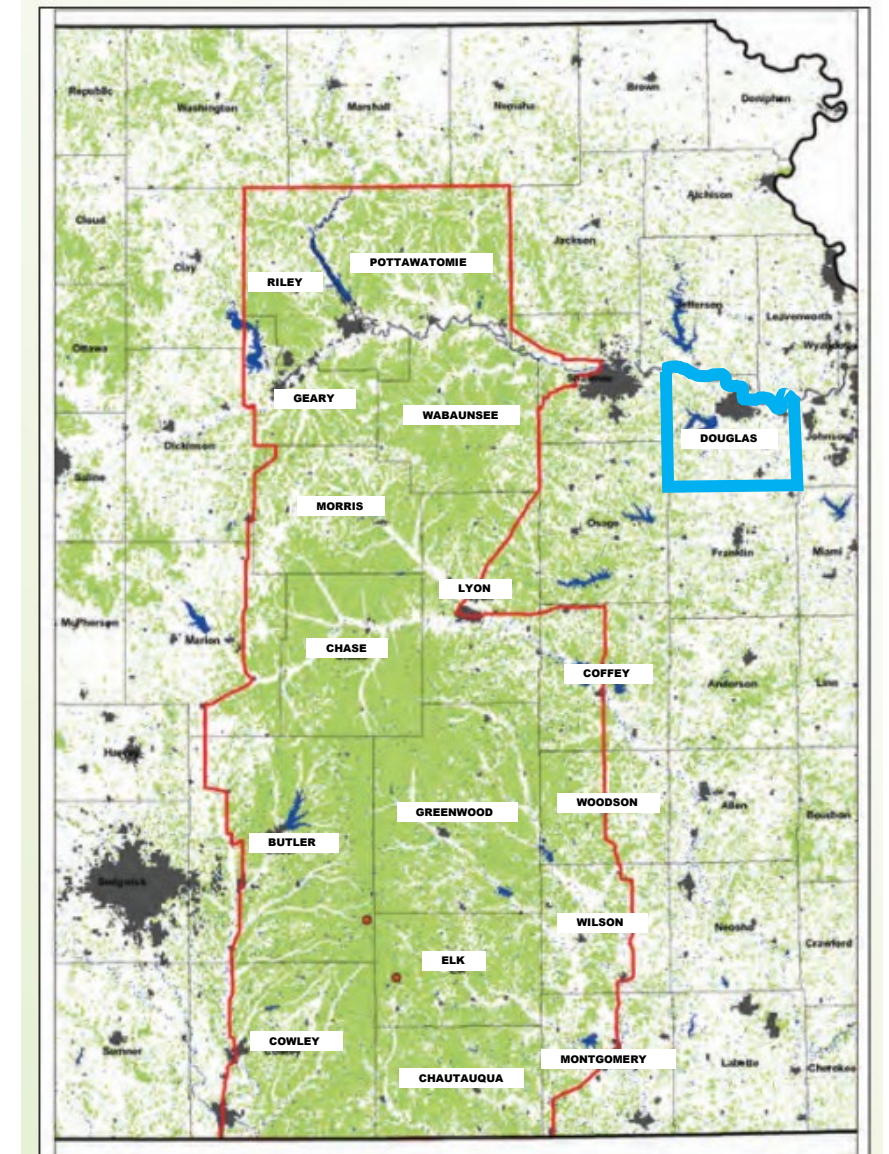 Republic
Washington
Marshall
Nemaha
Brown
Doniphan
Atchison
Cloud
Clay
Jackson
Jefferson
Leavenworth
POTTAWATOMIE
RILEY
Ottawa
GEARY
WABAUNSEE
DOUGLAS
Johnson
Dickinson
Saline
MORRIS
Osage
Franklin
Miami
LYON
McPherson
Marion
CHASE
COFFEY
Anderson
Linn
Harvey
GREENWOOD
WOODSON
Allen
Bourbon
BUTLER
Sedgwick
WILSON
Neosho
Crawford
ELK
COWLEY
Sumner
MONTGOMERY
Labette
Cherokee
CHAUTAUQUA